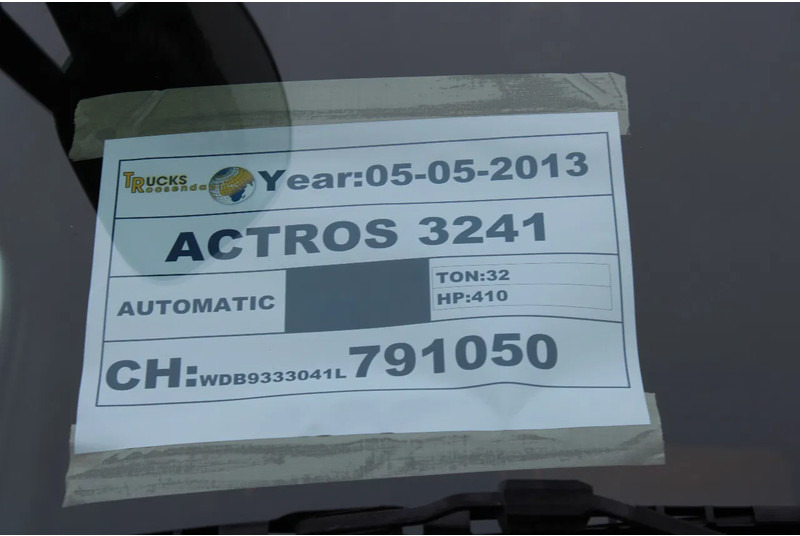 TRUCKS
Roosendaal
Year:05-05-2013
ACTROS 3241
AUTOMATIC
TON:32
HP:410
CH:WDB9333041L791050